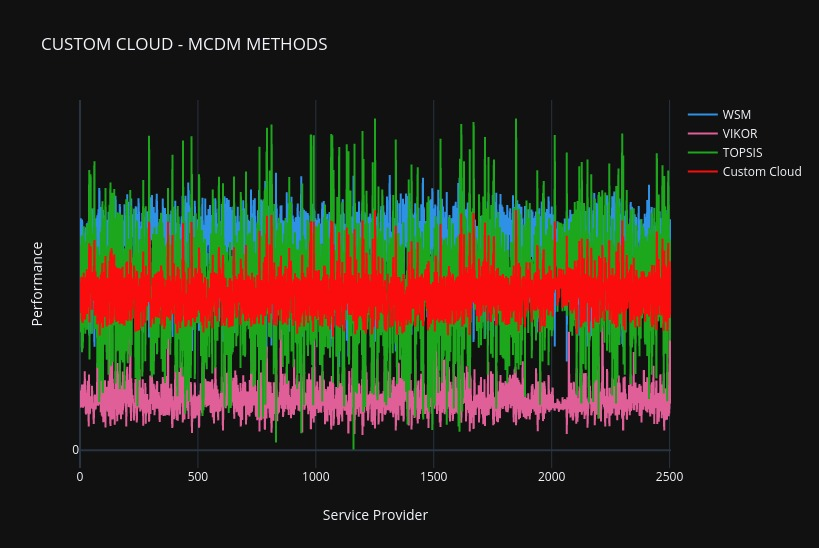 CUSTOM CLOUD - MCDM METHODS
WSM
VIKOR
TOPSIS
Custom Cloud
Performance
0
0 500 1000 1500 2000 2500
Service Provider